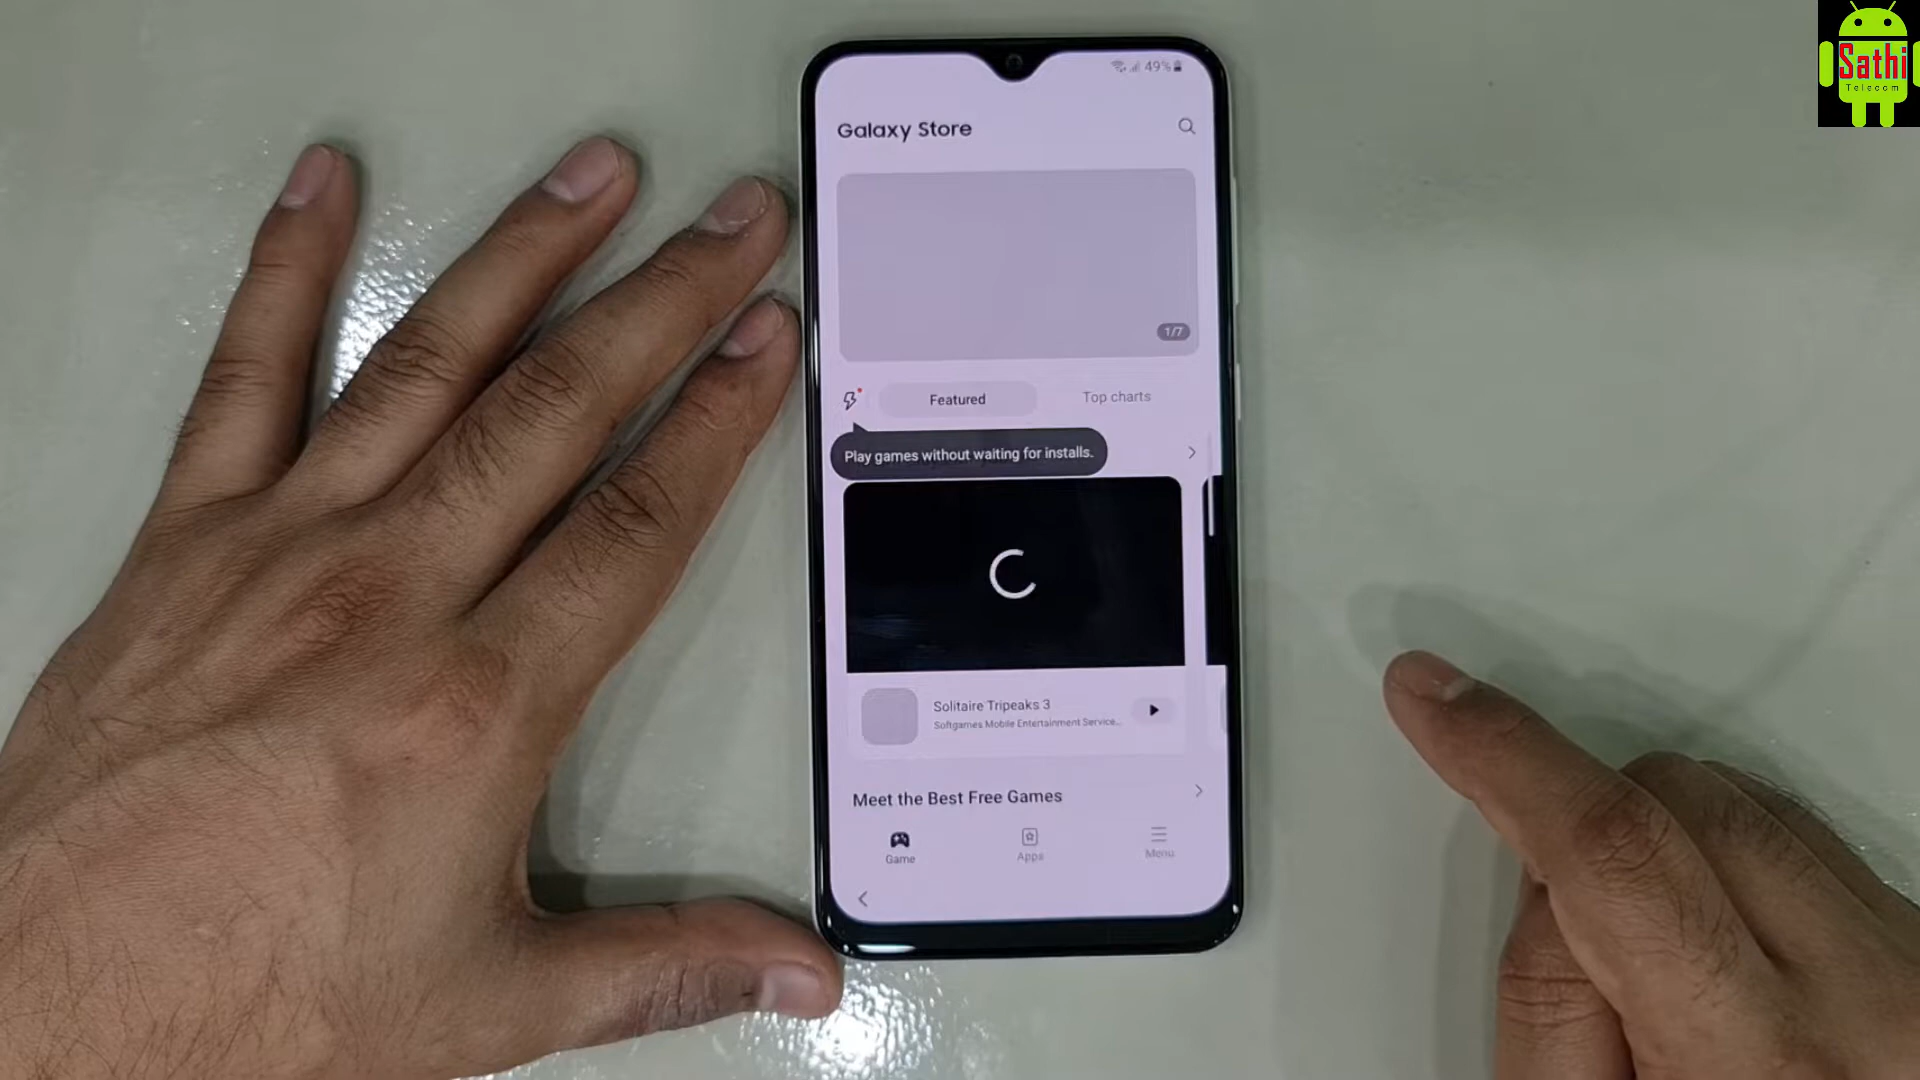 Sathi
Telecom
49%
Galaxy Store
1/7
Featured
Top charts
Play games without waiting for installs.
Solitaire Tripeaks 3
Softgames Mobile Entertainment Service...
Meet the Best Free Games
Game
Apps
Menu